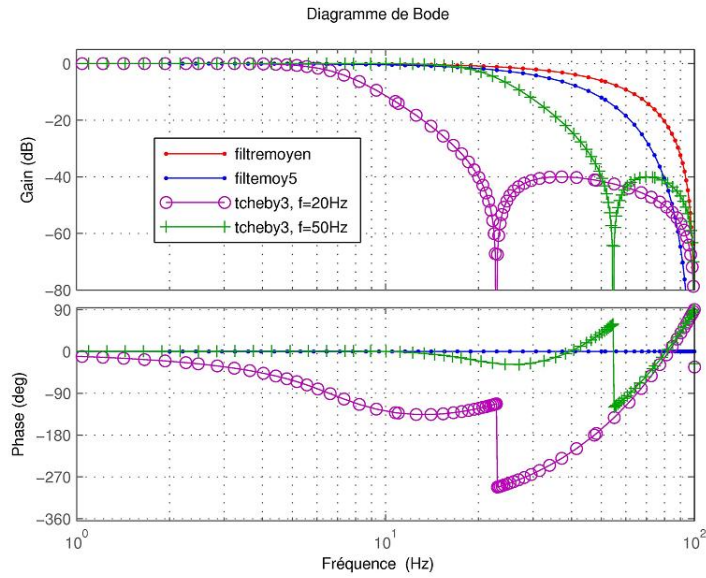 Diagramme de Bode
0
−20
−40
−60
−80
Gain (dB)
filtremoyen
filtemoy5
tcheby3, f=20Hz
tcheby3, f=50Hz
90
0
−90
−180
−270
−360
Phase (deg)
10^0
10^1
10^2
Fréquence (Hz)